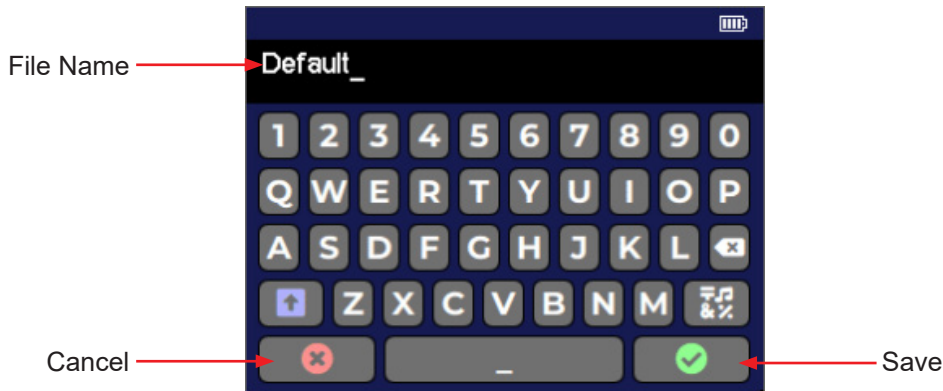 File Name
Default_
1 2 3 4 5 6 7 8 9 0
Q W E R T Y U I O P
A S D F G H J K L
Z X C V B N M = & %
Cancel _ Save